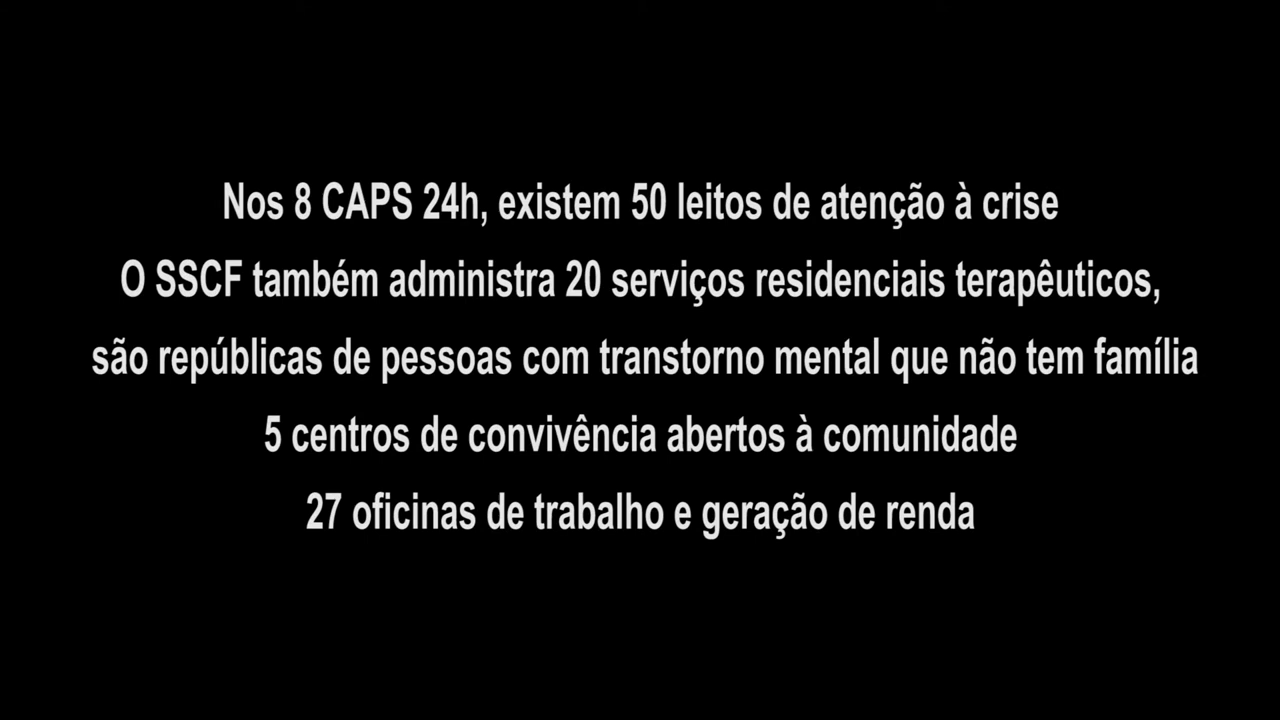 Nos 8 CAPS 24h, existem 50 leitos de atenção à crise
O SSCF também administra 20 serviços residenciais terapêuticos,
são repúblicas de pessoas com transtorno mental que não tem família
5 centros de convivência abertos à comunidade
27 oficinas de trabalho e geração de renda